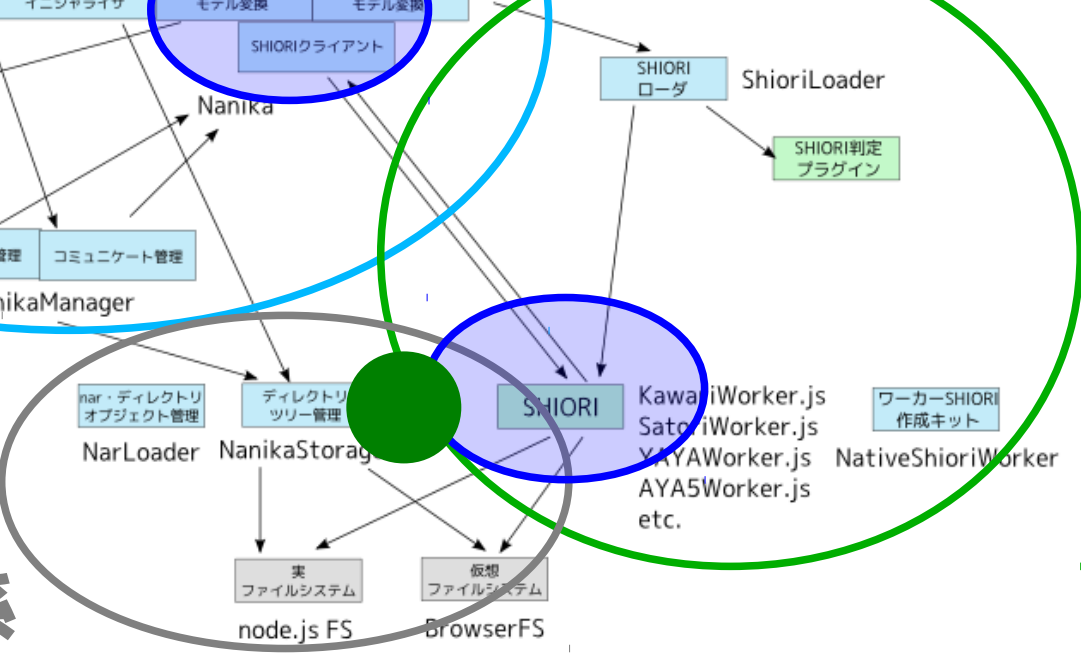 イニシャライザ
モデル変換
モデル変換
SHIORIクライアント
Nanika
SHIORI
ローダ
ShioriLoader
SHIORI判定
プラグイン
管理
コミュニケート管理
nikaManager
nar・ディレクトリ
オブジェクト管理
NarLoader
ディレクトリ
ツリー管理
NanikaStorage
SHIORI
KawariWorker.js
SatoriWorker.js
YAYAWorker.js
AYA5Worker.js
etc.
ワーカーSHIORI
作成キット
NativeShioriWorker
実
ファイルシステム
node.js FS
仮想
ファイルシステム
BrowserFS